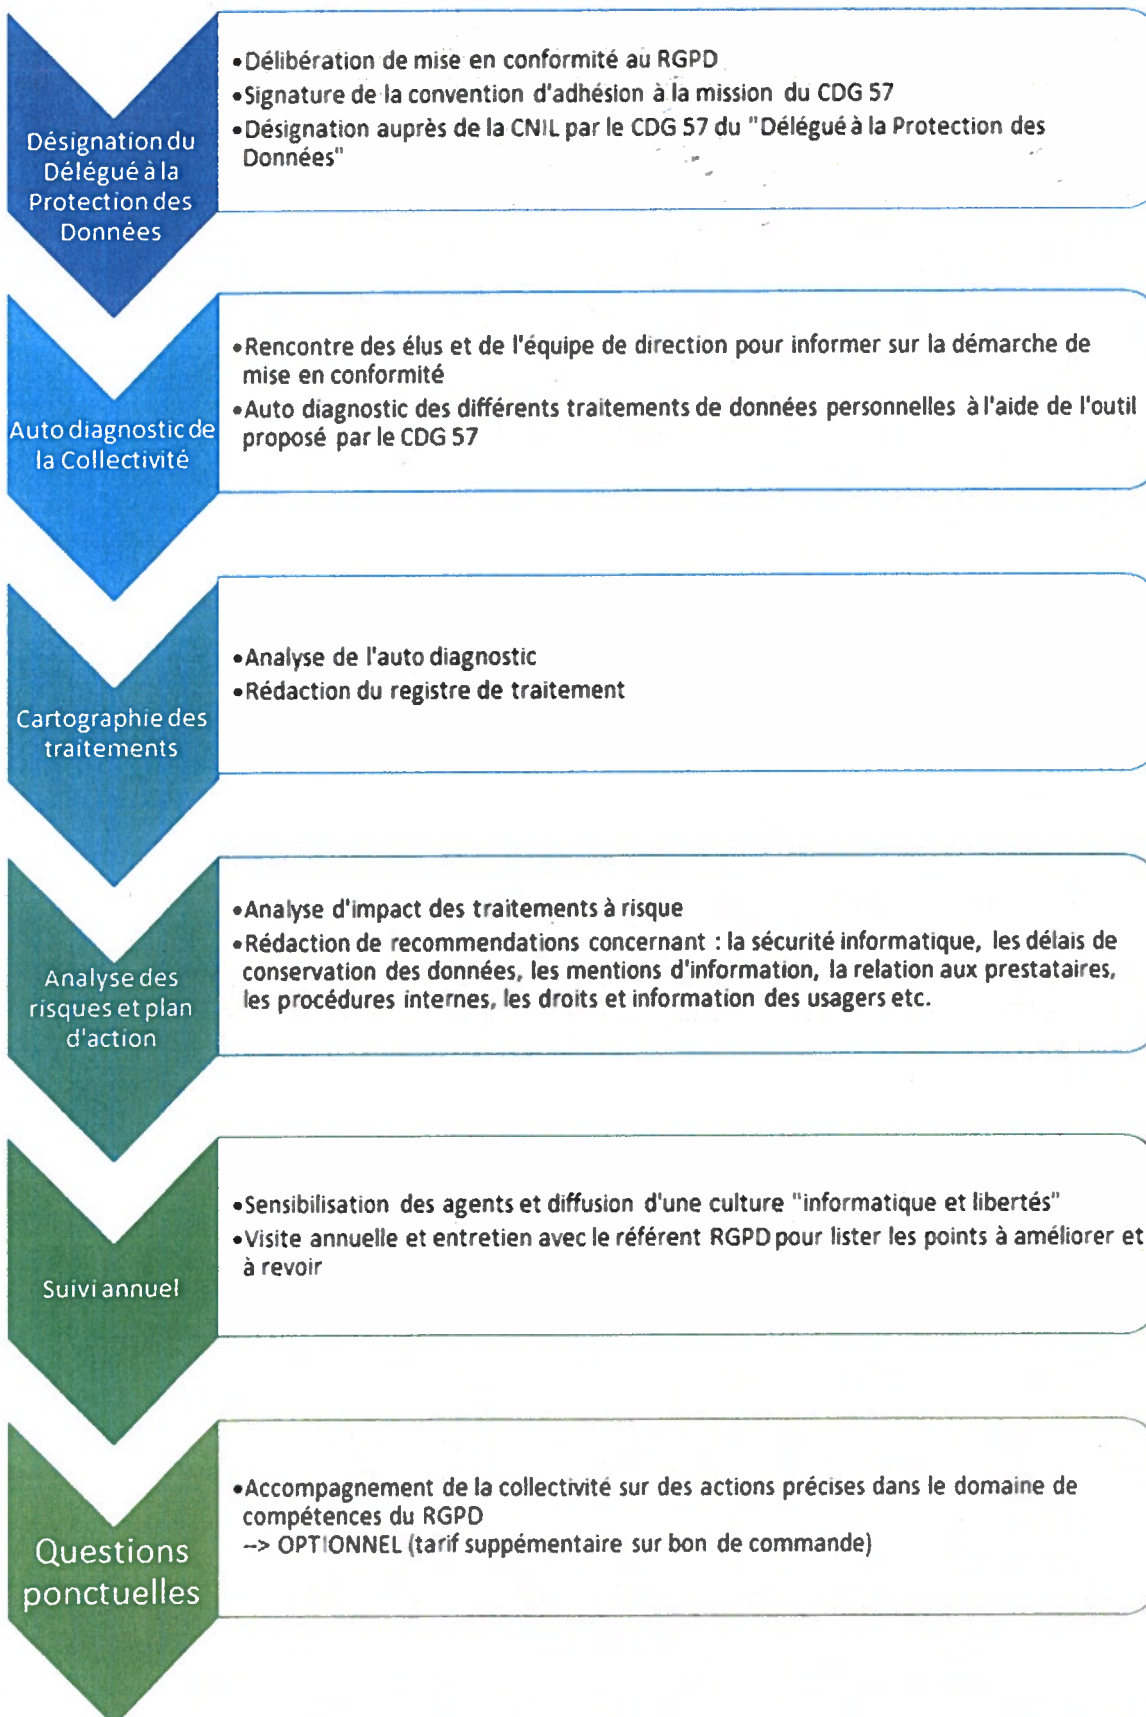 Désignation du
Délégué à la
Protection des
Données
•Délibération de mise en conformité au RGPD
•Signature de la convention d'adhésion à la mission du CDG 57
•Désignation auprès de la CNIL par le CDG 57 du "Délégué à la Protection des
Données"
Auto diagnostic de
la Collectivité
•Rencontre des élus et de l'équipe de direction pour informer sur la démarche de
mise en conformité
•Auto diagnostic des différents traitements de données personnelles à l'aide de l'outil
proposé par le CDG 57
Cartographie des
traitements
•Analyse de l'auto diagnostic
•Rédaction du registre de traitement
Analyse des
risques et plan
d'action
•Analyse d'impact des traitements à risque
•Rédaction de recommendations concernant : la sécurité informatique, les délais de
conservation des données, les mentions d'information, la relation aux prestataires,
les procédures internes, les droits et information des usagers etc.
Suivi annuel
•Sensibilisation des agents et diffusion d'une culture "informatique et libertés"
•Visite annuelle et entretien avec le référent RGPD pour lister les points à améliorer et
à revoir
Questions
ponctuelles
•Accompagnement de la collectivité sur des actions précises dans le domaine de
compétences du RGPD
--> OPTIONNEL (tarif suppémentaire sur bon de commande)